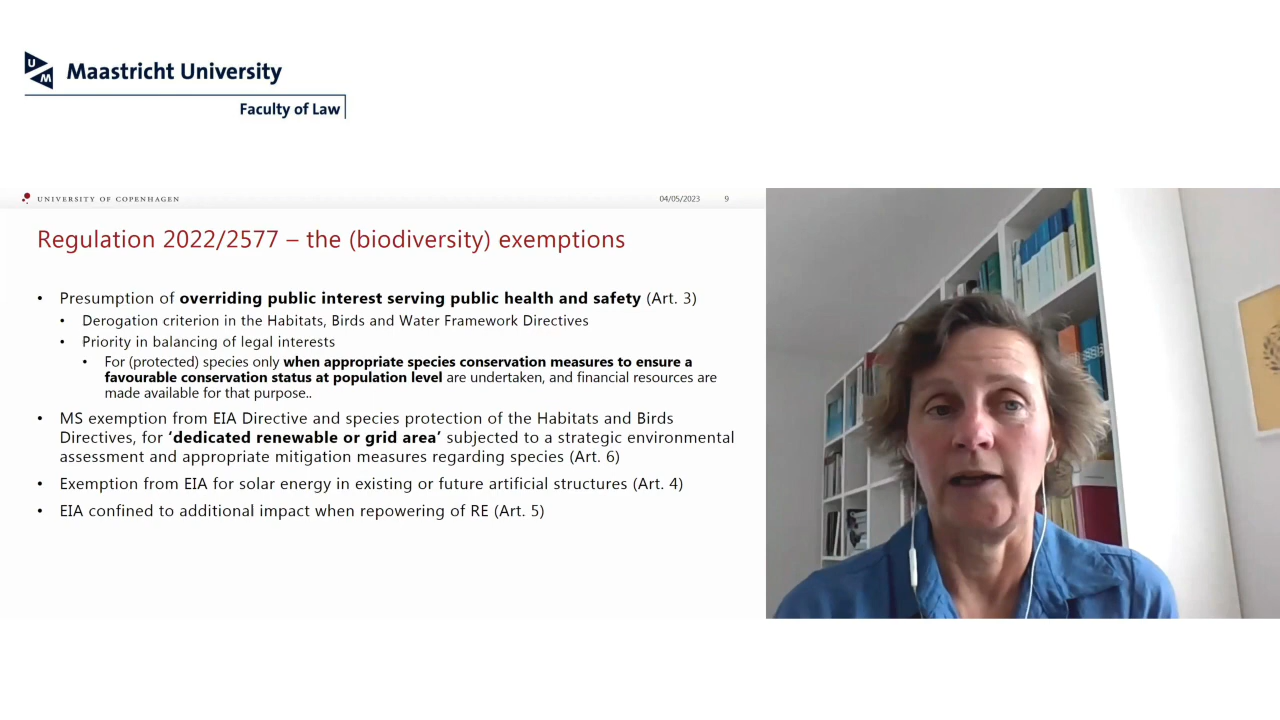 U
M
Maastricht University
Faculty of Law
UNIVERSITY OF COPENHAGEN
04/05/2023
9
Regulation 2022/2577 – the (biodiversity) exemptions
• Presumption of overriding public interest serving public health and safety (Art. 3)
• Derogation criterion in the Habitats, Birds and Water Framework Directives
• Priority in balancing of legal interests
• For (protected) species only when appropriate species conservation measures to ensure a
favourable conservation status at population level are undertaken, and financial resources are
made available for that purpose..
• MS exemption from EIA Directive and species protection of the Habitats and Birds
Directives, for ‘dedicated renewable or grid area’ subjected to a strategic environmental
assessment and appropriate mitigation measures regarding species (Art. 6)
• Exemption from EIA for solar energy in existing or future artificial structures (Art. 4)
• EIA confined to additional impact when repowering of RE (Art. 5)